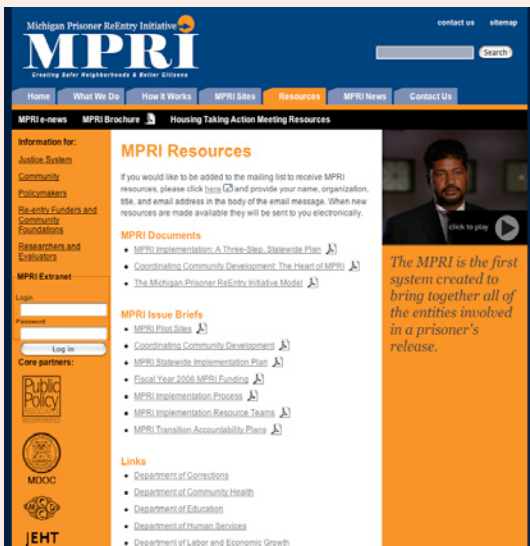 Michigan Prisoner ReEntry Initiative
MPRI
Creating Safer Neighborhoods & Better Citizens
contact us sitemap
Search
Home What We Do How It Works MPRI Sites Resources MPRI News Contact Us
MPRI e-news MPRI Brochure Housing Taking Action Meeting Resources
Information for:
Justice System
Community
Policymakers
Re-entry Funders and
Community
Foundations
Researchers and
Evaluators
MPRI Extranet
Login
Password
Log in
Core partners:
Public
Policy
ASSOCIATES
INCORPORATED
MDOC
JEHT
MPRI Resources
If you would like to be added to the mailing list to receive MPRI
resources, please click here and provide your name, organization,
title, and email address in the body of the email message. When new
resources are made available they will be sent to you electronically.
MPRI Documents
MPRI Implementation: A Three-Step, Statewide Plan
Coordinating Community Development: The Heart of MPRI
The Michigan Prisoner ReEntry Initiative Model
MPRI Issue Briefs
MPRI Pilot Sites
Coordinating Community Development
MPRI Statewide Implementation Plan
Fiscal Year 2006 MPRI Funding
MPRI Implementation Process
MPRI Implementation Resource Teams
MPRI Transition Accountability Plans
Links
Department of Corrections
Department of Community Health
Department of Education
Department of Human Services
Department of Labor and Economic Growth
click to play
The MPRI is the first
system created to
bring together all of
the entities involved
in a prisoner's
release.